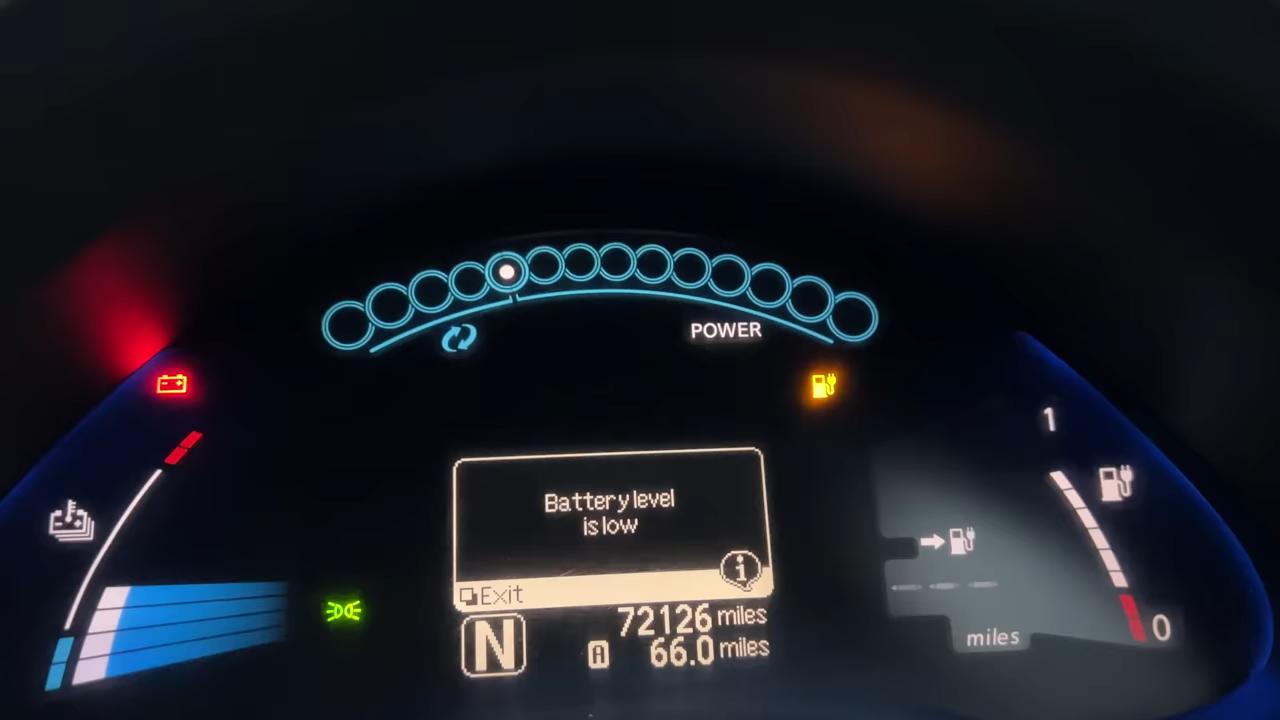 POWER
1
Battery level
is low
Exit
i
N
72126 miles
A 66.0 miles
--- 
miles
0